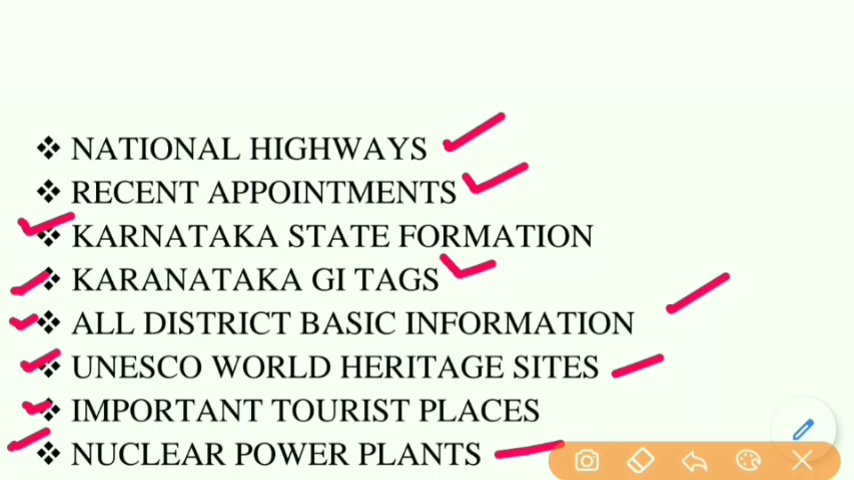 ❖ NATIONAL HIGHWAYS
❖ RECENT APPOINTMENTS
❖ KARNATAKA STATE FORMATION
❖ KARANATAKA GI TAGS
❖ ALL DISTRICT BASIC INFORMATION
❖ UNESCO WORLD HERITAGE SITES
❖ IMPORTANT TOURIST PLACES
❖ NUCLEAR POWER PLANTS